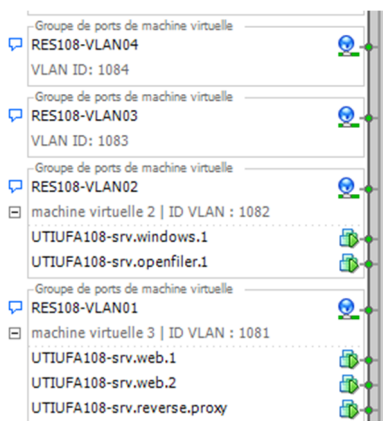 Groupe de ports de machine virtuelle
RES108-VLAN04
VLAN ID: 1084
Groupe de ports de machine virtuelle
RES108-VLAN03
VLAN ID: 1083
Groupe de ports de machine virtuelle
RES108-VLAN02
machine virtuelle 2 | ID VLAN : 1082
UTIUFA108-srv.windows.1
UTIUFA108-srv.openfiler.1
Groupe de ports de machine virtuelle
RES108-VLAN01
machine virtuelle 3 | ID VLAN : 1081
UTIUFA108-srv.web.1
UTIUFA108-srv.web.2
UTIUFA108-srv.reverse.proxy